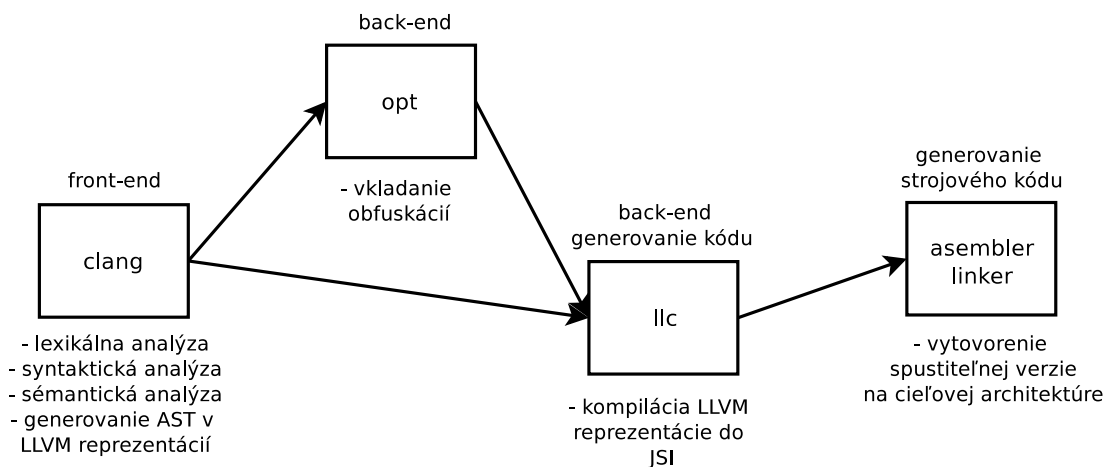 back-end
opt
- vkladanie
obfuskácií
front-end
clang
- lexikálna analýza
- syntaktická analýza
- sémantická analýza
- generovanie AST v
LLVM reprezentácií
back-end
generovanie kódu
llc
- kompilácia LLVM
reprezentácie do
JSI
generovanie
strojového kódu
asembler
linker
- vytovorenie
spustiteľnej verzie
na cieľovej architektúre